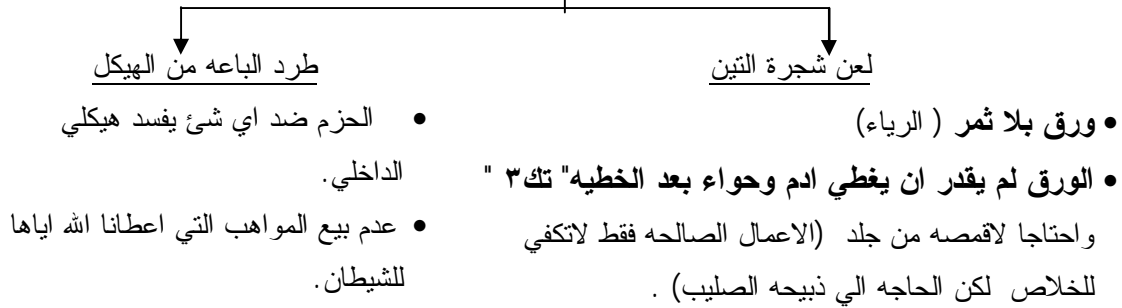 لعن شجرة التين
• ورق بلا ثمر ( الرياء)
• الورق لم يقدر ان يغطي ادم وحواء بعد الخطيه" تك٣ "
واحتاجا لاقمصه من جلد (الاعمال الصالحه فقط لاتكفي
للخلاص لكن الحاجه الي ذبيحه الصليب) .
طرد الباعه من الهيكل
• الحزم ضد اي شئ يفسد هيكلي
الداخلي.
• عدم بيع المواهب التي اعطانا الله اياها
للشيطان.